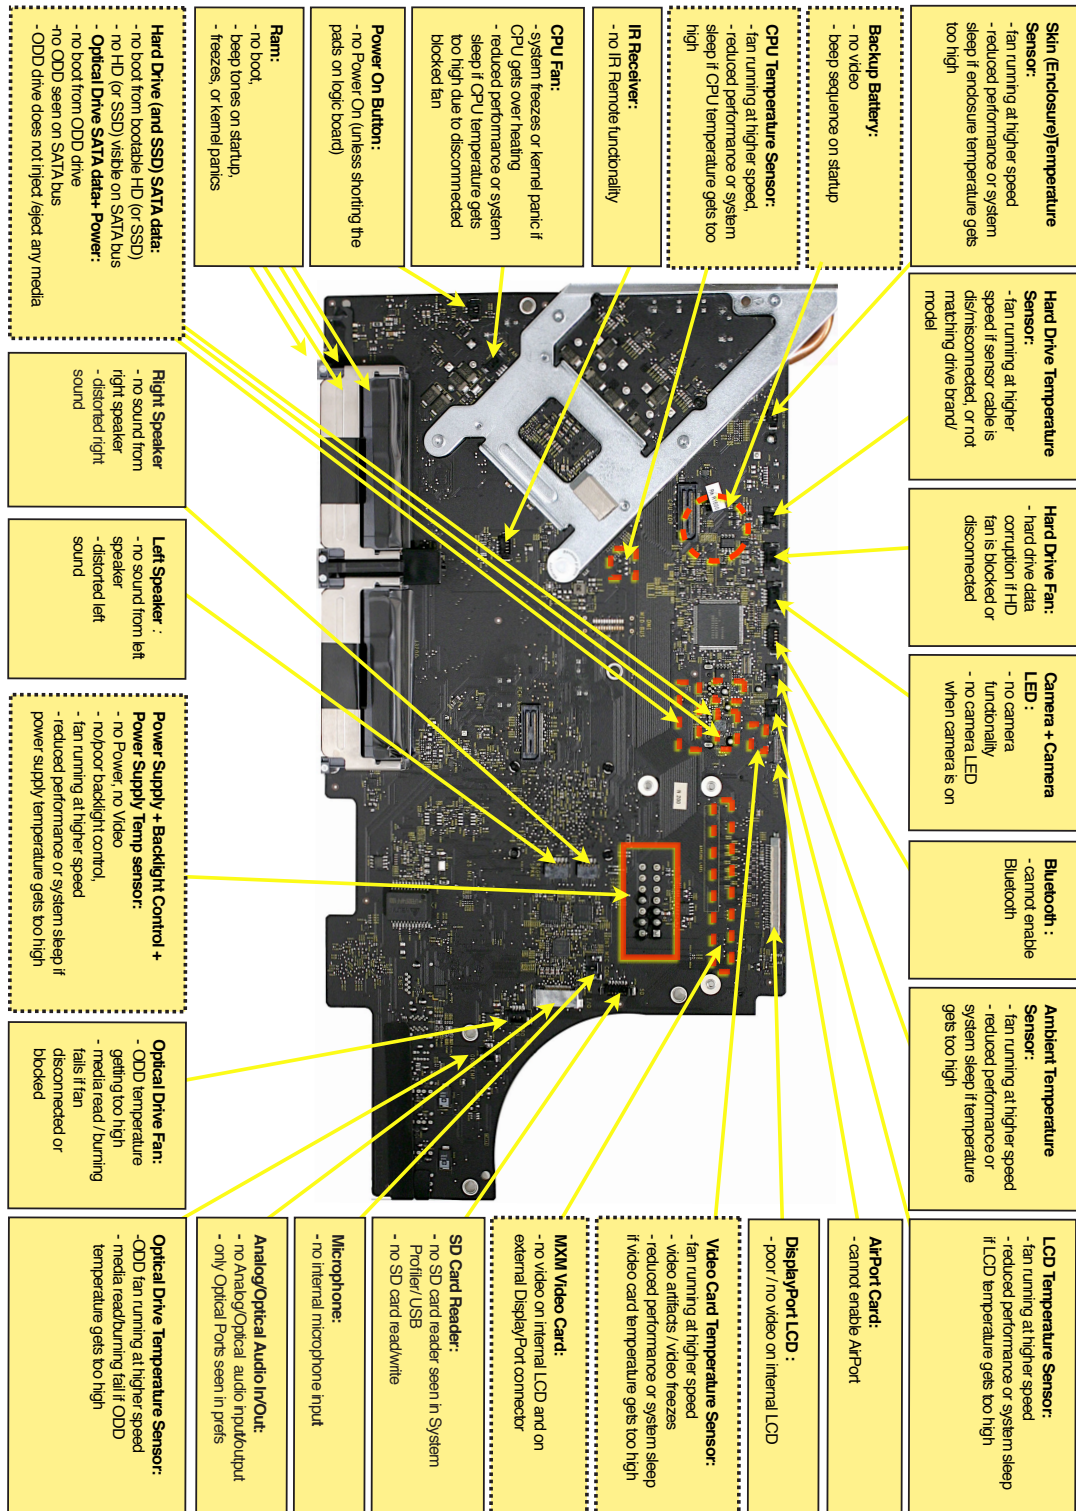 Skin (Enclosure)Temperature
Sensor:
- fan running at higher speed
- reduced performance or system
sleep if enclosure temperature gets
too high
Hard Drive Temperature
Sensor:
- fan running at higher
speed if sensor cable is
dis/misconnected, or not
matching drive brand/
model
Hard Drive Fan:
- hard drive data
corruption if HD
fan is blocked or
disconnected
Camera + Camera
LED :
- no camera
functionality
- no camera LED
when camera is on
Bluetooth :
- cannot enable
Bluetooth
Ambient Temperature
Sensor:
- fan running at higher speed
- reduced performance or
system sleep if temperature
gets too high
LCD Temperature Sensor:
- fan running at higher speed
- reduced performance or system sleep
if LCD temperature gets too high
Backup Battery:
- no video
- beep sequence on startup
CPU Temperature Sensor:
- fan running at higher speed,
- reduced performance or system
sleep if CPU temperature gets too
high
IR Receiver:
- no IR Remote functionality
CPU Fan:
- system freezes or kernel panic if
CPU gets over heating
- reduced performance or system
sleep if CPU temperature gets
too high due to disconnnected
blocked fan
Power On Button:
- no Power On (unless shorting the
pads on logic board)
Ram:
- no boot,
- beep tones on startup,
- freezes, or kernel panics
Hard Drive (and SSD) SATA data:
- no boot from bootable HD (or SSD)
- no HD (or SSD) visible on SATA bus
- Optical Drive SATA data+ Power:
- no boot from ODD drive
-no ODD seen on SATA bus
- ODD drive does not inject /eject any media
AirPort Card:
- cannot enable AirPort
DisplayPort LCD :
- poor / no video on internal LCD
Video Card Temperature Sensor:
- fan running at higher speed
- video artifacts / video freezes
- reduced performance or system sleep
if video card temperature gets too high
MXM Video Card:
- no video on internal LCD and on
external DisplayPort connector
SD Card Reader:
- no SD card reader seen in System
Profiler/ USB
- no SD card read/write
Microphone:
- no internal microphone input
Analog/Optical Audio In/Out:
- no Analog/Optical audio input/output
- only Optical Ports seen in prefs
Right Speaker
- no sound from
right speaker
- distorted right
sound
Left Speaker :
- no sound from left
speaker
- distorted left
sound
Power Supply + Backlight Control +
Power Supply Temp sensor:
- no Power, no Video
- no/poor backlight control,
- fan running at higher speed
- reduced performance or system sleep if
power supply temperature gets too high
Optical Drive Fan:
- ODD temperature
getting too high
- media read / burning
fails if fan
disconnected or
blocked
Optical Drive Temperature Sensor:
-ODD fan running at higher speed
- media read/burning fail if ODD
temperature gets too high